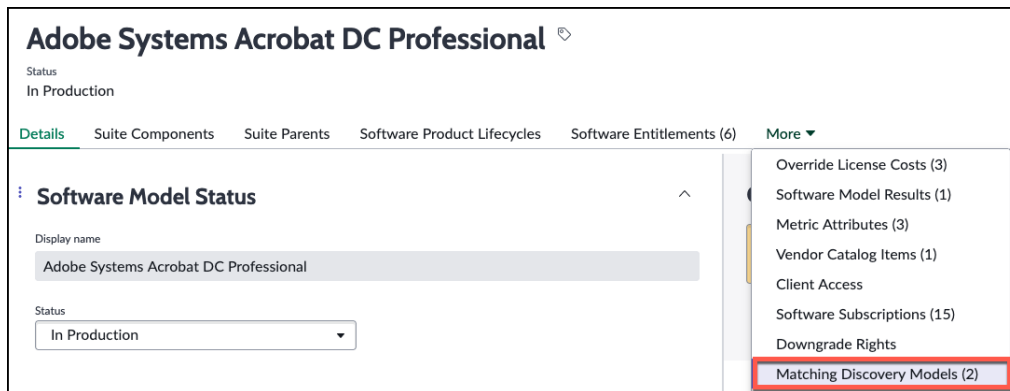 Adobe Systems Acrobat DC Professional
Status
In Production
Details Suite Components Suite Parents Software Product Lifecycles Software Entitlements (6) More
Override License Costs (3)
Software Model Results (1)
Metric Attributes (3)
Vendor Catalog Items (1)
Client Access
Software Subscriptions (15)
Downgrade Rights
Matching Discovery Models (2)
Software Model Status
Display name
Adobe Systems Acrobat DC Professional
Status
In Production